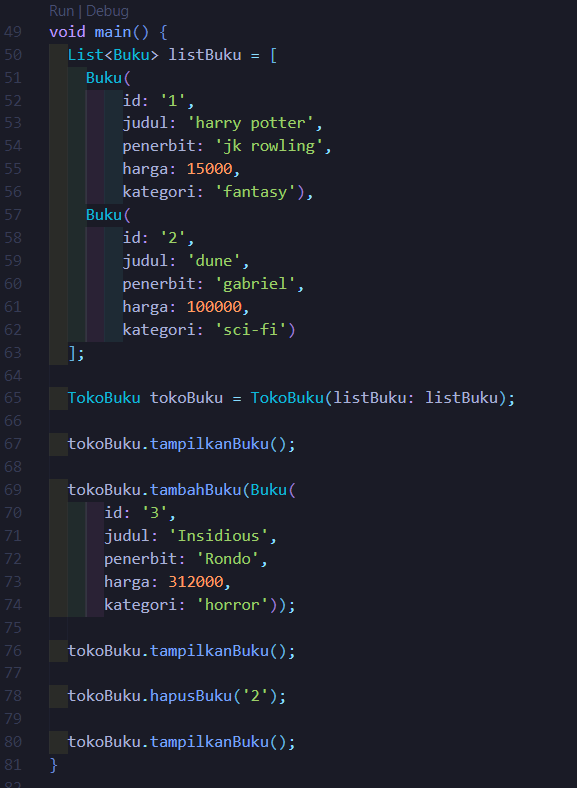 Run | Debug
49 void main() {
50 List<Buku> listBuku = [
51 Buku(
52 id: '1',
53 judul: 'harry potter',
54 penerbit: 'jk rowling',
55 harga: 15000,
56 kategori: 'fantasy'),
57 Buku(
58 id: '2',
59 judul: 'dune',
60 penerbit: 'gabriel',
61 harga: 100000,
62 kategori: 'sci-fi')
63 ];
64
65 TokoBuku tokoBuku = TokoBuku(listBuku: listBuku);
66
67 tokoBuku.tampilkanBuku();
68
69 tokoBuku.tambahBuku(Buku(
70 id: '3',
71 judul: 'Insidious',
72 penerbit: 'Rondo',
73 harga: 312000,
74 kategori: 'horror'));
75
76 tokoBuku.tampilkanBuku();
77
78 tokoBuku.hapusBuku('2');
79
80 tokoBuku.tampilkanBuku();
81 }
82